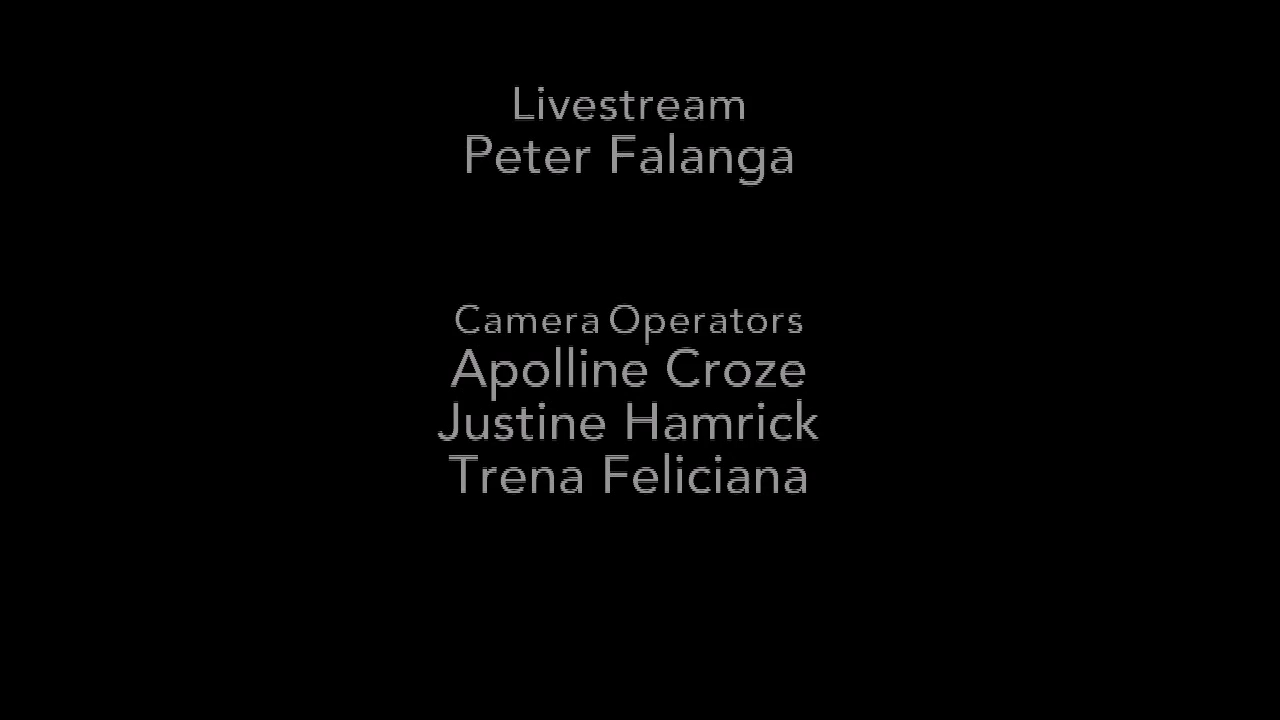 Livestream
Peter Falanga
Camera Operators
Apolline Croze
Justine Hamrick
Trena Feliciana